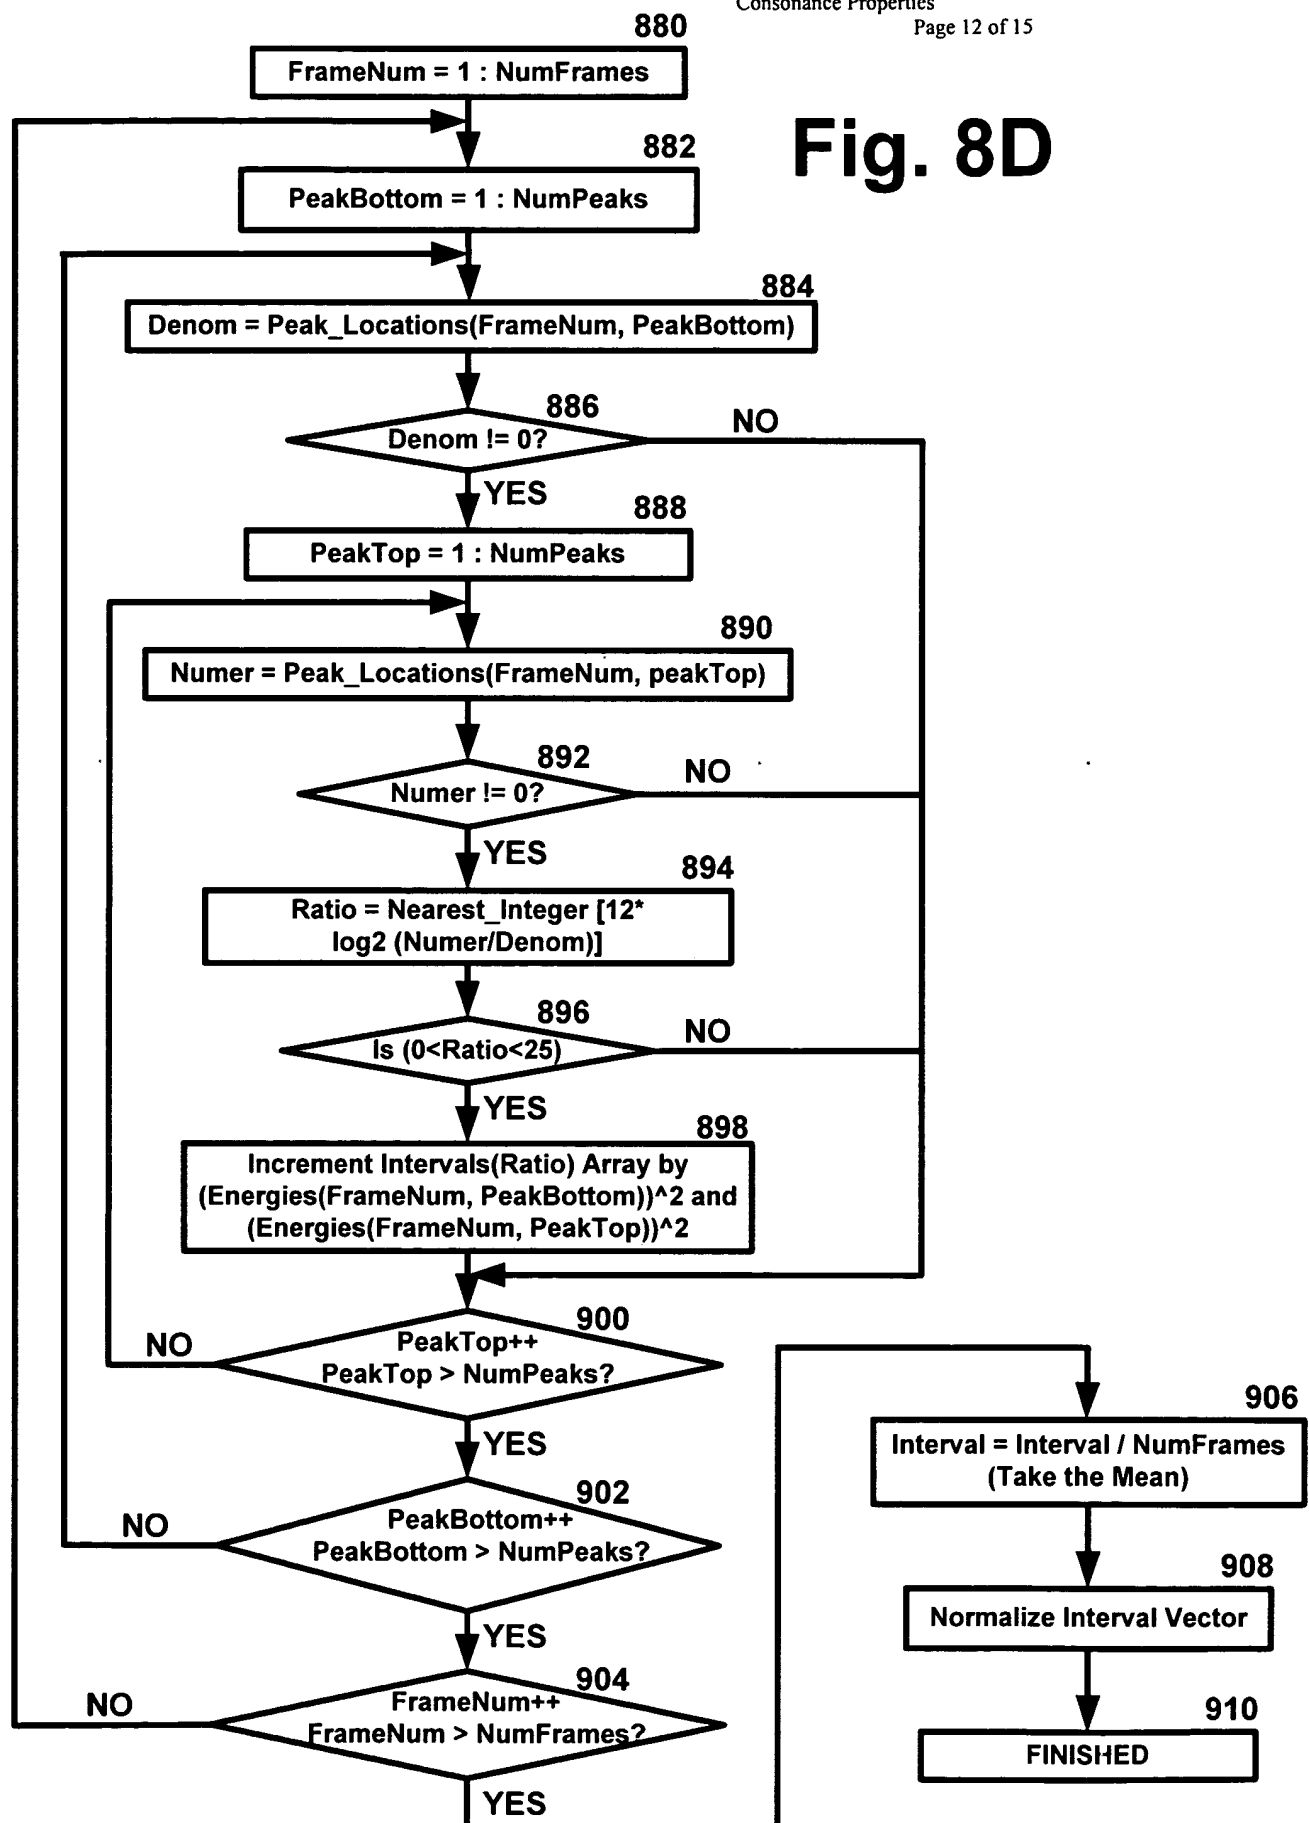 Consonance Properties
Page 12 of 15
880
FrameNum = 1 : NumFrames
Fig. 8D
882
PeakBottom = 1 : NumPeaks
884
Denom = Peak_Locations(FrameNum, PeakBottom)
886
Denom != 0?
NO
YES
888
PeakTop = 1 : NumPeaks
890
Numer = Peak_Locations(FrameNum, peakTop)
892
Numer != 0?
NO
YES
894
Ratio = Nearest_Integer [12*
log2 (Numer/Denom)]
896
Is (0<Ratio<25)
NO
YES
898
Increment Intervals(Ratio) Array by
(Energies(FrameNum, PeakBottom))^2 and
(Energies(FrameNum, PeakTop))^2
900
PeakTop++
PeakTop > NumPeaks?
NO
YES
902
PeakBottom++
PeakBottom > NumPeaks?
NO
YES
904
FrameNum++
FrameNum > NumFrames?
NO
YES
906
Interval = Interval / NumFrames
(Take the Mean)
908
Normalize Interval Vector
910
FINISHED